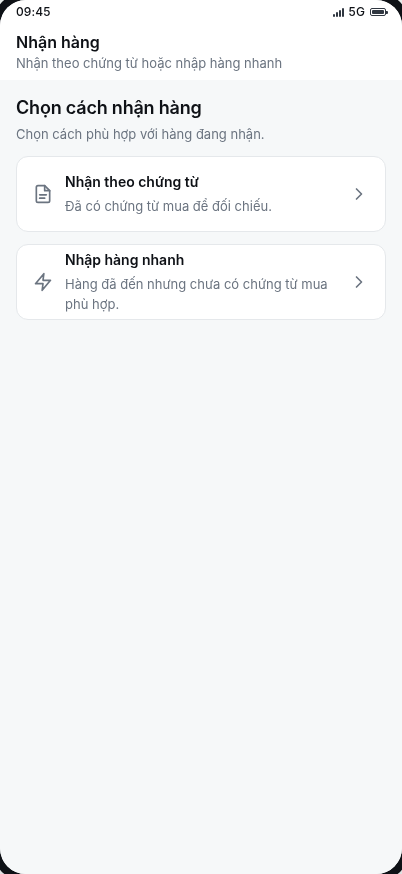 09:45
5G
Nhận hàng
Nhận theo chứng từ hoặc nhập hàng nhanh
Chọn cách nhận hàng
Chọn cách phù hợp với hàng đang nhận.
Nhận theo chứng từ
Đã có chứng từ mua để đối chiếu.
Nhập hàng nhanh
Hàng đã đến nhưng chưa có chứng từ mua
phù hợp.